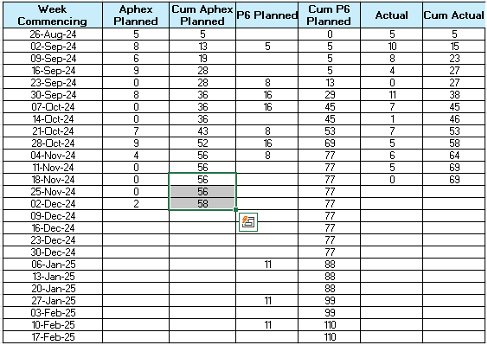 Week Commencing Aphex Planned Cum Aphex Planned P6 Planned Cum P6 Planned Actual Cum Actual
26-Aug-24 5 5 0 5 5
02-Sep-24 8 13 5 5 10 15
09-Sep-24 6 19 5 8 23
16-Sep-24 9 28 5 4 27
23-Sep-24 0 28 8 13 0 27
30-Sep-24 8 36 16 29 11 38
07-Oct-24 0 36 16 45 7 45
14-Oct-24 0 36 45 1 46
21-Oct-24 7 43 8 53 7 53
28-Oct-24 9 52 16 69 5 58
04-Nov-24 4 56 8 77 6 64
11-Nov-24 0 56 77 5 69
18-Nov-24 0 56 77 0 69
25-Nov-24 0 56 77
02-Dec-24 2 58 77
09-Dec-24 77
16-Dec-24 77
23-Dec-24 77
30-Dec-24 77
06-Jan-25 11 88
13-Jan-25 88
20-Jan-25 88
27-Jan-25 11 99
03-Feb-25 99
10-Feb-25 11 110
17-Feb-25 110